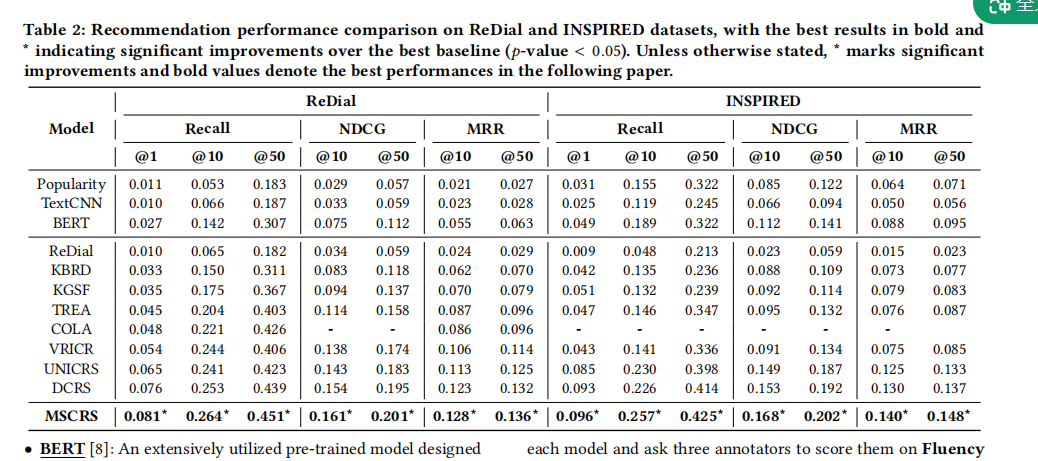 全
Table 2: Recommendation performance comparison on ReDial and INSPIRED datasets, with the best results in bold and
* indicating significant improvements over the best baseline (p-value < 0.05). Unless otherwise stated, * marks significant
improvements and bold values denote the best performances in the following paper.
ReDial INSPIRED
Model Recall NDCG MRR Recall NDCG MRR
@1 @10 @50 @10 @50 @10 @50 @1 @10 @50 @10 @50 @10 @50
Popularity 0.011 0.053 0.183 0.029 0.057 0.021 0.027 0.031 0.155 0.322 0.085 0.122 0.064 0.071
TextCNN 0.010 0.066 0.187 0.033 0.059 0.023 0.028 0.025 0.119 0.245 0.066 0.094 0.050 0.056
BERT 0.027 0.142 0.307 0.075 0.112 0.055 0.063 0.049 0.189 0.322 0.112 0.141 0.088 0.095
ReDial 0.010 0.065 0.182 0.034 0.059 0.024 0.029 0.009 0.048 0.213 0.023 0.059 0.015 0.023
KBRD 0.033 0.150 0.311 0.083 0.118 0.062 0.070 0.042 0.135 0.236 0.088 0.109 0.073 0.077
KGSF 0.035 0.175 0.367 0.094 0.137 0.070 0.079 0.051 0.132 0.239 0.092 0.114 0.079 0.083
TREA 0.045 0.204 0.403 0.114 0.158 0.087 0.096 0.047 0.146 0.347 0.095 0.132 0.076 0.087
COLA 0.048 0.221 0.426 - - 0.086 0.096 - - - - - - -
VRICR 0.054 0.244 0.406 0.138 0.174 0.106 0.114 0.043 0.141 0.336 0.091 0.134 0.075 0.085
UNICRS 0.065 0.241 0.423 0.143 0.183 0.113 0.125 0.085 0.230 0.398 0.149 0.187 0.125 0.133
DCRS 0.076 0.253 0.439 0.154 0.195 0.123 0.132 0.093 0.226 0.414 0.153 0.192 0.130 0.137
MSCRS 0.081* 0.264* 0.451* 0.161* 0.201* 0.128* 0.136* 0.096* 0.257* 0.425* 0.168* 0.202* 0.140* 0.148*
• BERT [8]: An extensively utilized pre-trained model designed
each model and ask three annotators to score them on Fluency